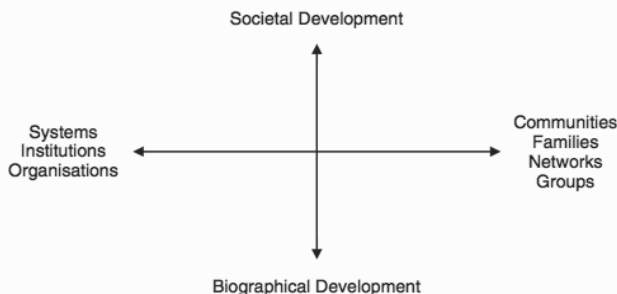 Societal Development
Systems
Institutions
Organisations
Communities
Families
Networks
Groups
Biographical Development